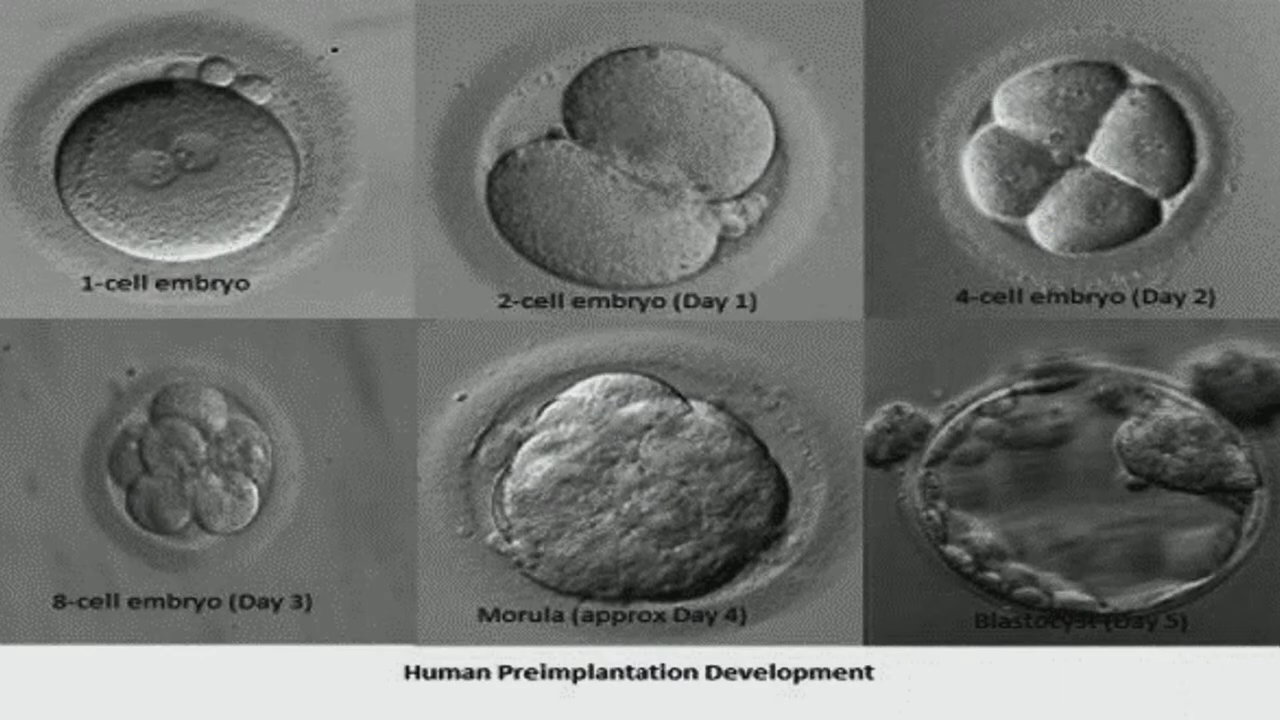 1-cell embryo
2-cell embryo (Day 1)
4-cell embryo (Day 2)
8-cell embryo (Day 3)
Morula (approx Day 4)
Blastocyst (Day 5)
Human Preimplantation Development